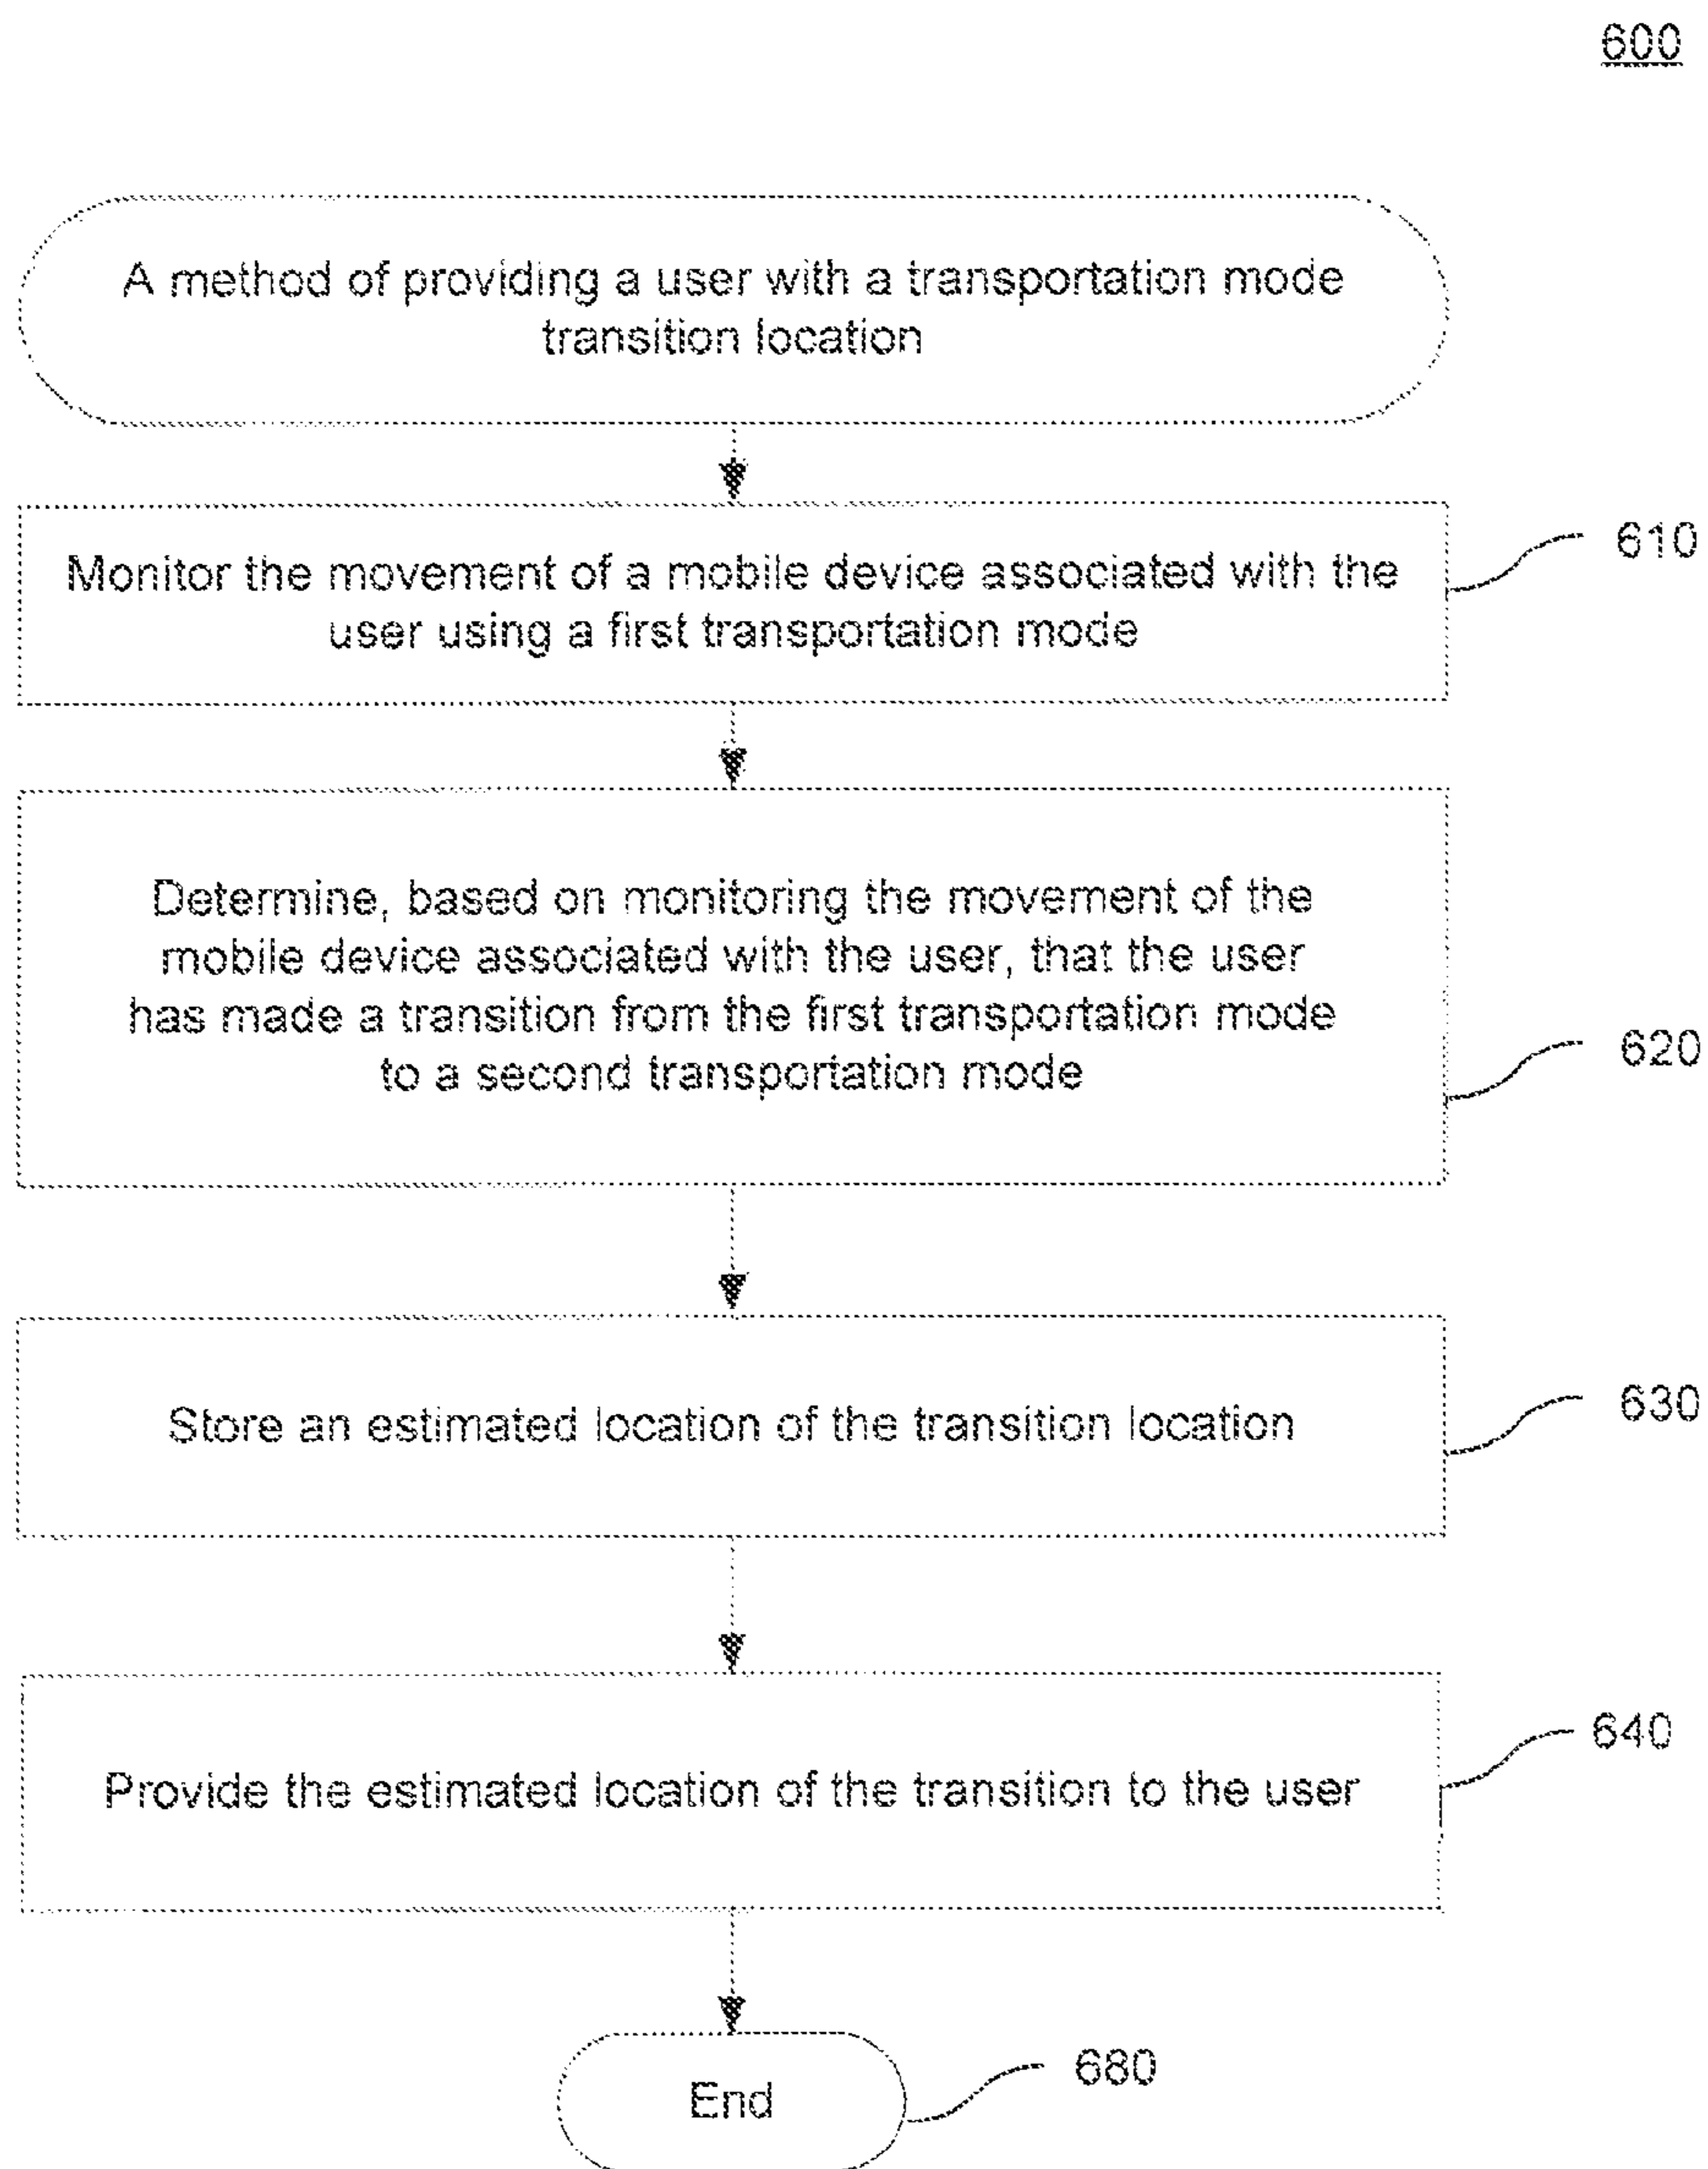 600
A method of providing a user with a transportation mode
transition location
Monitor the movement of a mobile device associated with the
user using a first transportation mode
610
Determine, based on monitoring the movement of the
mobile device associated with the user, that the user
has made a transition from the first transportation mode
to a second transportation mode
620
Store an estimated location of the transition location
630
Provide the estimated location of the transition to the user
640
End
680